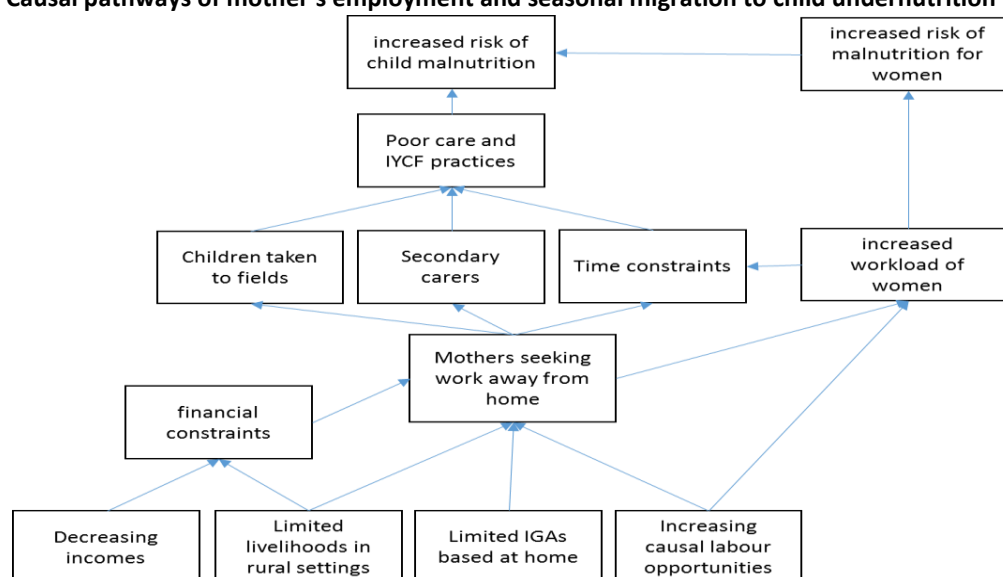 Causal pathways of mother's employment and seasonal migration to child undernutrition
increased risk of
child malnutrition
increased risk of
malnutrition for
women
Poor care and
IYCF practices
Children taken
to fields
Secondary
carers
Time constraints
increased
workload of
women
Mothers seeking
work away from
home
financial
constraints
Decreasing
incomes
Limited
livelihoods in
rural settings
Limited IGAs
based at home
Increasing
causal labour
opportunities